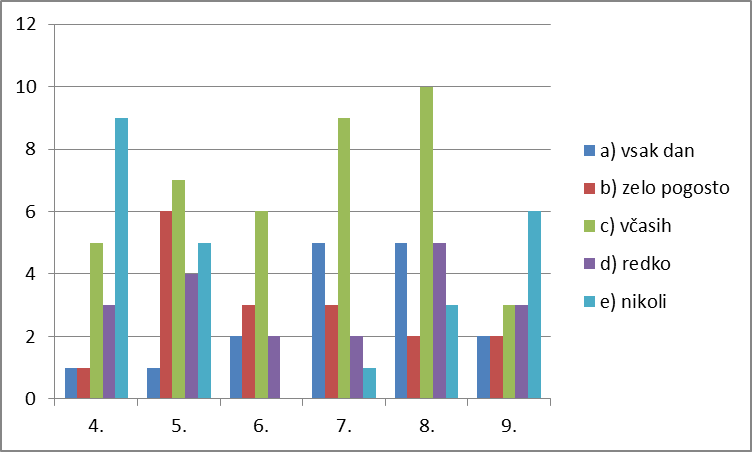 12
10
8
6
4
2
0
4. 5. 6. 7. 8. 9.
a) vsak dan
b) zelo pogosto
c) včasih
d) redko
e) nikoli